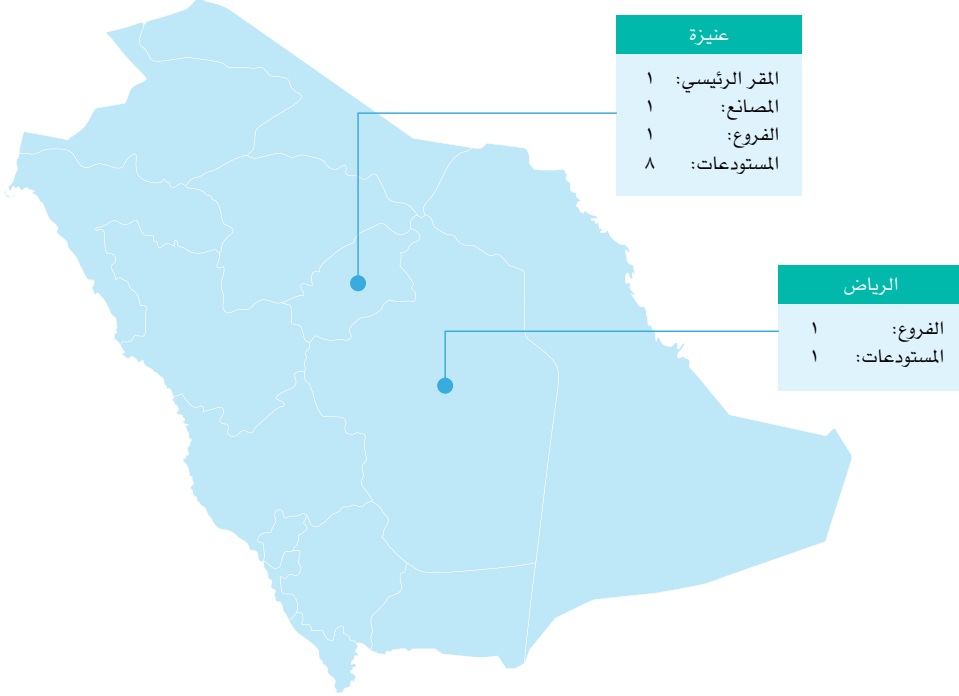 عنيزة
المقر الرئيسي: ١
المصانع: ١
الفروع: ١
المستودعات: ٨
الرياض
الفروع: ١
المستودعات: ١